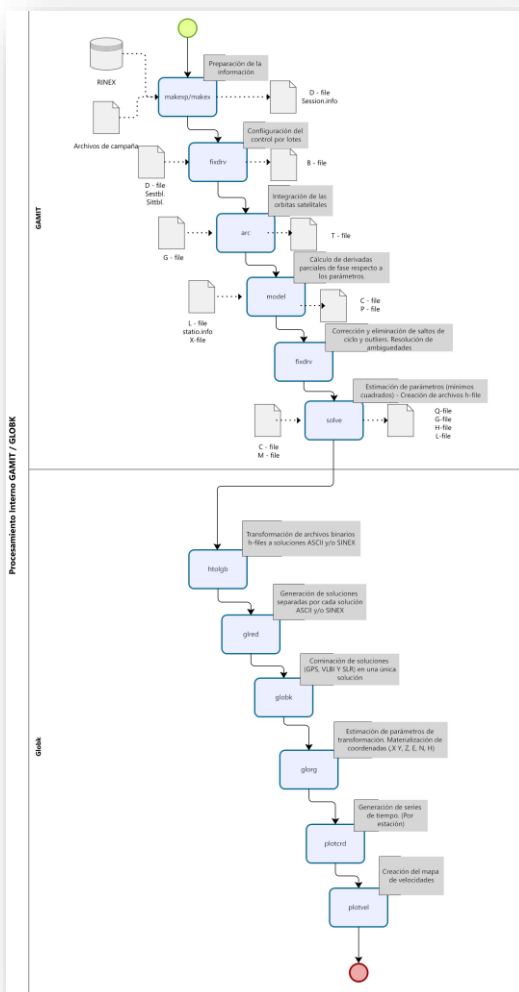 Procesamiento Interno GAMIT / GLOBK
GAMIT
RINEX
Archivos de campaña
Preparación de la
información
makexp/makex
D - file
Session.info
Confiiguración del
control por lotes
fixdrv
D - file
Sestbl.
Sittbl.
B - file
Integración de las
orbitas satelitales
arc
G - file
T - file
Cálculo de derivadas
parciales de fase respecto a
los parámetros.
model
L - file
statio.info
X-file
C - file
P - file
Corrección y eliminación de saltos de
ciclo y outliers. Resolución de
ambiguedades
fixdrv
Estimación de parámetros (minimos
cuadrados) - Creación de archivos h-file
solve
C - file
M - file
Q-file
G-file
H-file
L-file
Globk
Transformación de archivos binarios
h-files a soluciones ASCII y/o SINEX
htolgb
Generación de soluciones
separadas por cada solución
ASCII y/o SINEX
glred
Cominación de soluciones
(GPS, VLBI Y SLR) en una única
solución
globk
Estimación de parámetros de
transformación. Materialización de
coordenadas (,X Y, Z, E, N, H)
glorg
Generación de series
de tiempo. (Por
estación)
plotcrd
Creación del mapa
de velocidades
plotvel